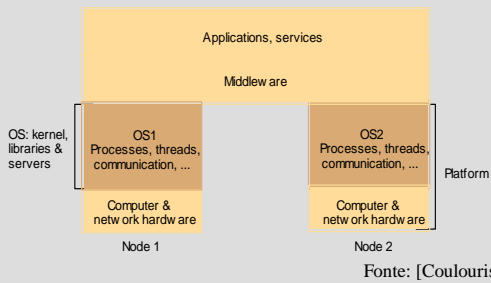 Applications, services
Middleware
OS: kernel,
libraries &
servers
OS1
Processes, threads,
communication, ...
OS2
Processes, threads,
communication, ...
Platform
Computer &
network hardware
Computer &
network hardware
Node 1
Node 2
Fonte: [Coulouris